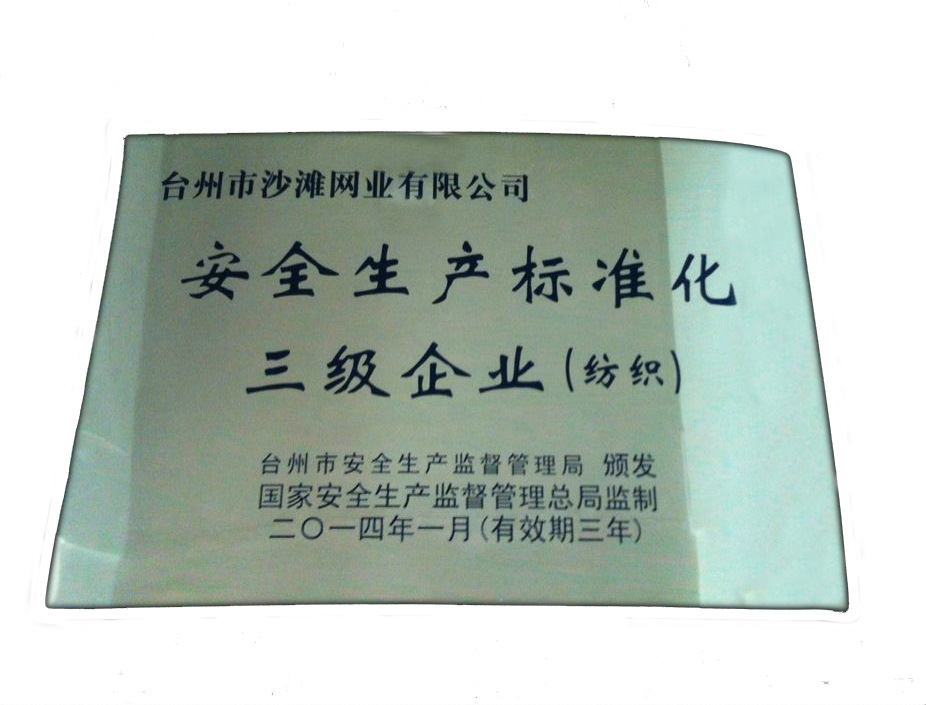 台州市沙滩网业有限公司
安全生产标准化
三级企业(纺织)
台州市安全生产监督管理局 颁发
国家安全生产监督管理总局监制
二〇一四年一月(有效期三年)